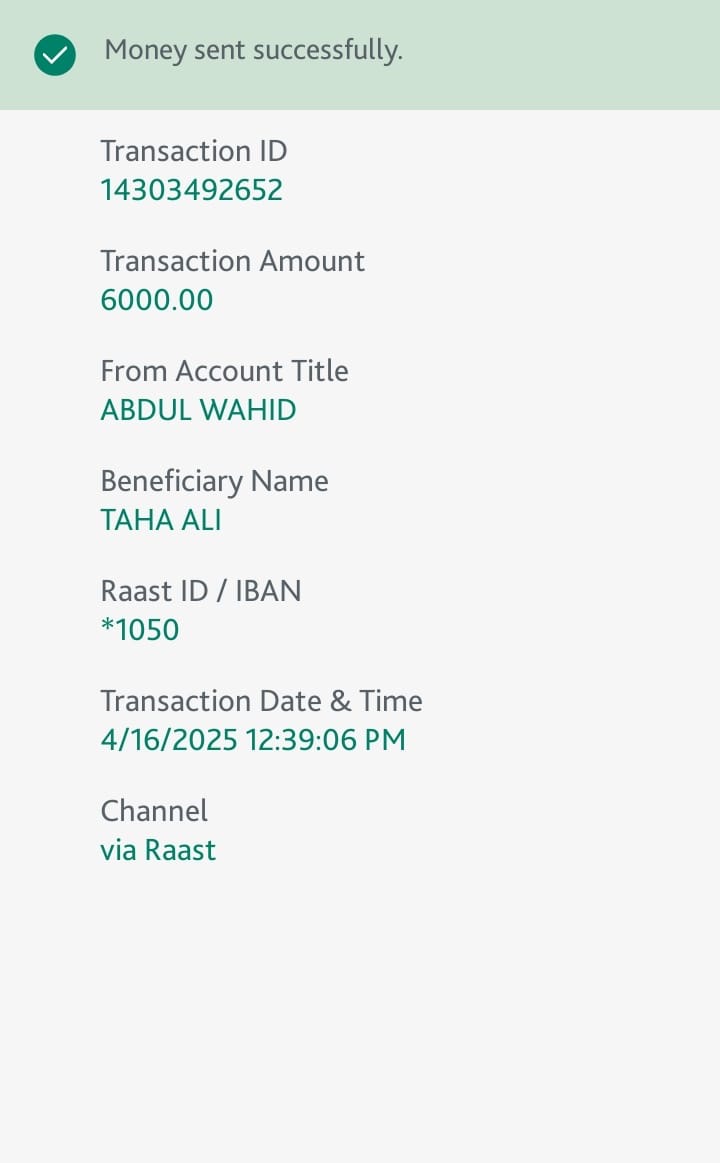 Money sent successfully.
Transaction ID
14303492652
Transaction Amount
6000.00
From Account Title
ABDUL WAHID
Beneficiary Name
TAHA ALI
Raast ID / IBAN
*1050
Transaction Date & Time
4/16/2025 12:39:06 PM
Channel
via Raast